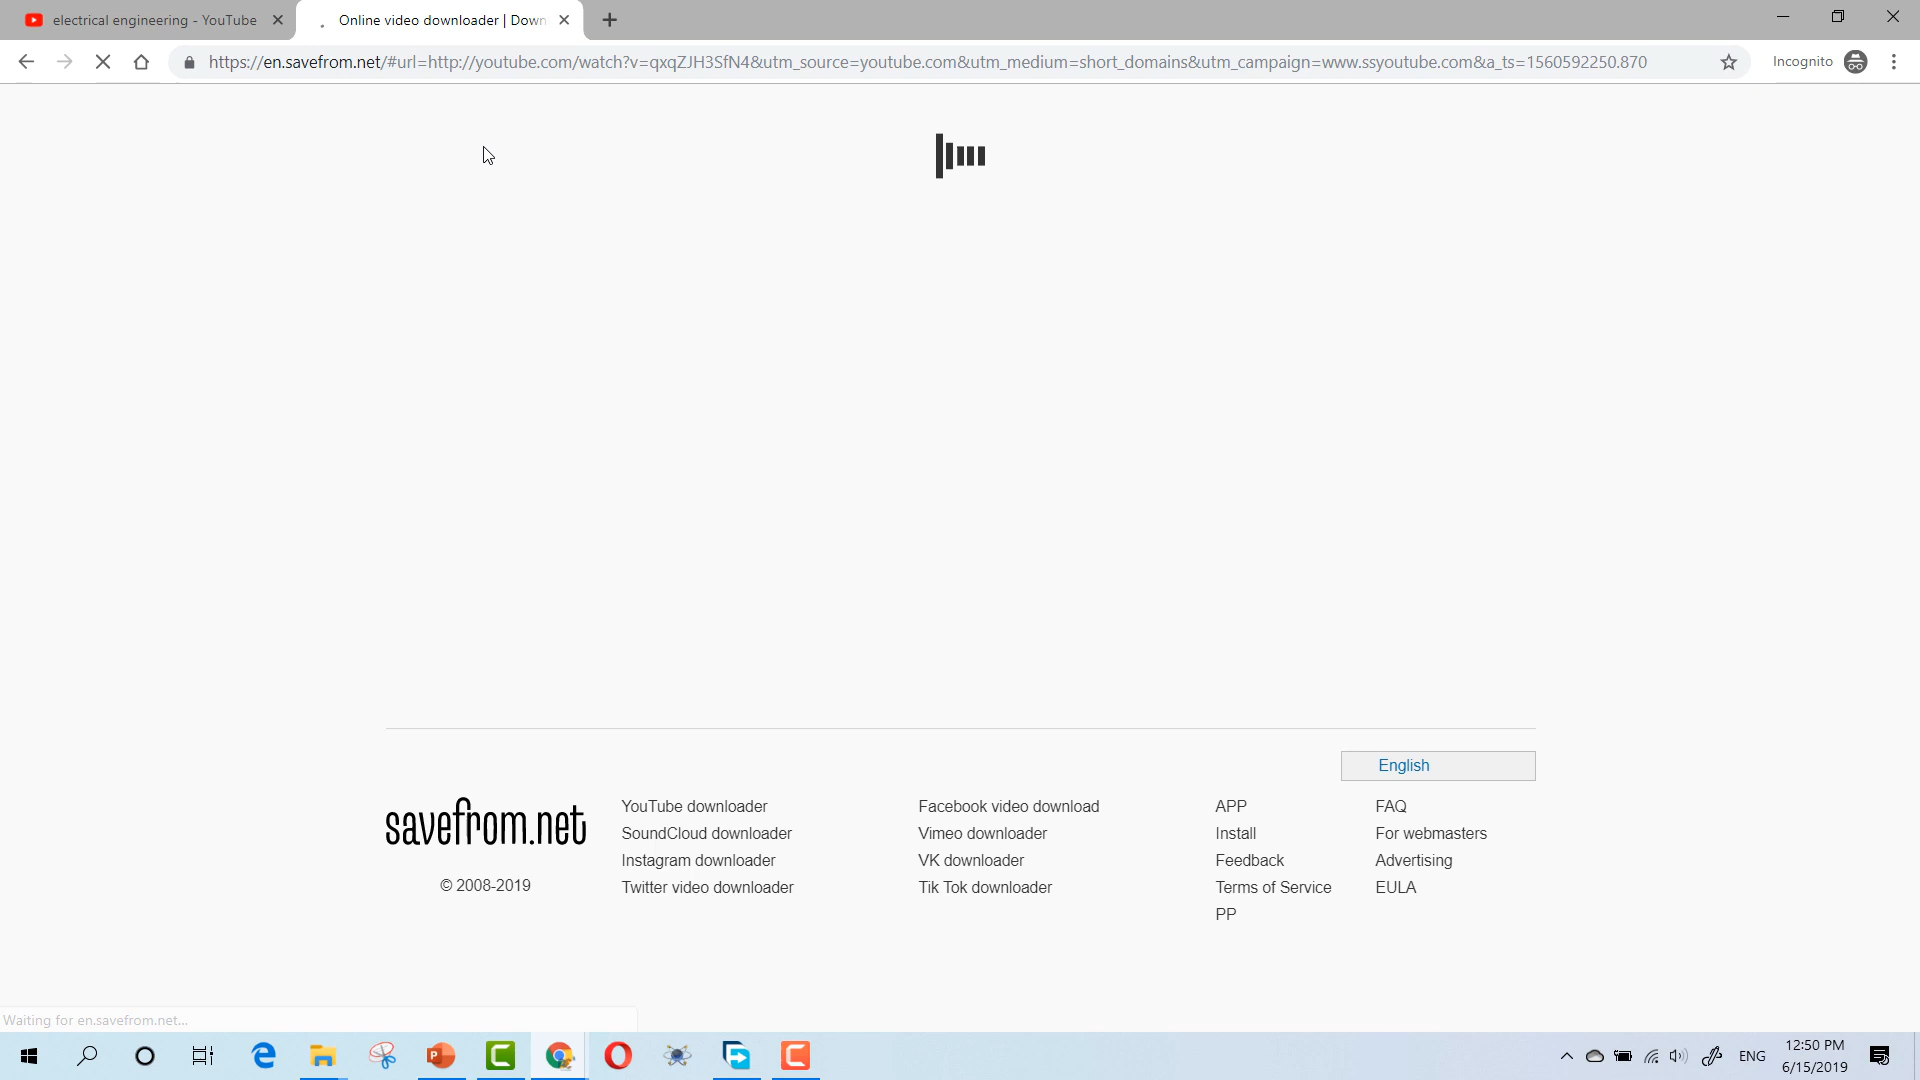 electrical engineering - YouTube
Online video downloader | Down
https://en.savefrom.net/#url=http://youtube.com/watch?v=qxqZJH3SfN4&utm_source=youtube.com&utm_medium=short_domains&utm_campaign=www.ssyoutube.com&a_ts=1560592250.870
Incognito
English
savefrom.net
© 2008-2019
YouTube downloader
SoundCloud downloader
Instagram downloader
Twitter video downloader
Facebook video download
Vimeo downloader
VK downloader
Tik Tok downloader
APP
Install
Feedback
Terms of Service
PP
FAQ
For webmasters
Advertising
EULA
Waiting for en.savefrom.net...
ENG
12:50 PM
6/15/2019